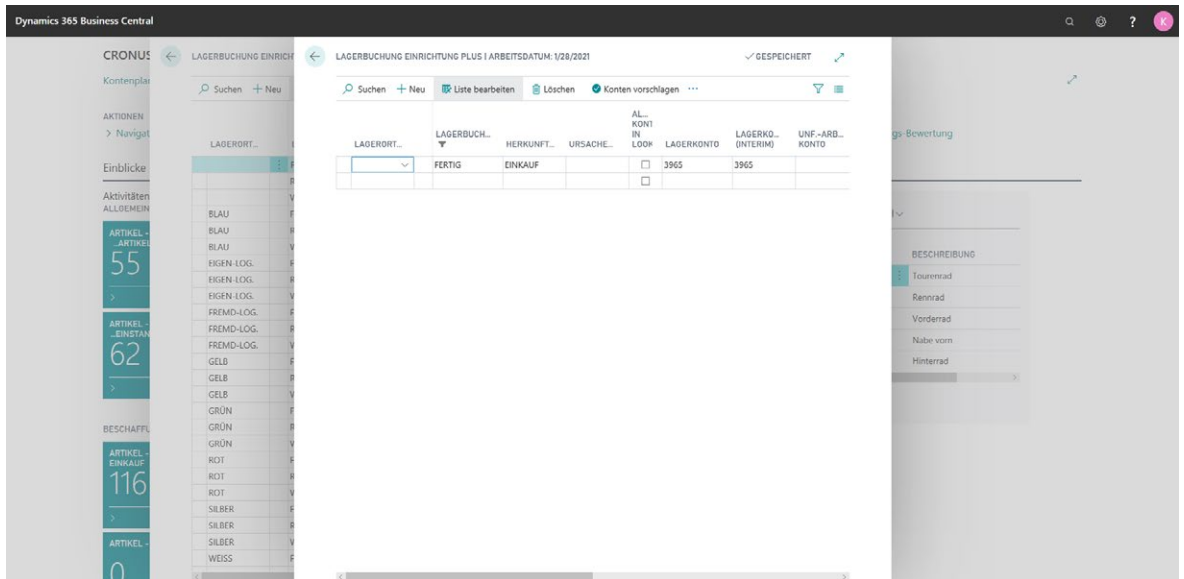 Dynamics 365 Business Central
?
K
CRONUS
Kontenplan
AKTIONEN
> Navigat
Einblicke
Aktivitäten
ALLGEMEIN
ARTIKEL -
...ARTIKEL
55
ARTIKEL -
...EINSTAN
62
BESCHAFFU
ARTIKEL -
EINKAUF
116
ARTIKEL -
0
LAGERBUCHUNG EINRICH
Suchen + Neu
LAGERORT...
BLAU
BLAU
BLAU
EIGEN-LOG.
EIGEN-LOG.
EIGEN-LOG.
FREMD-LOG.
FREMD-LOG.
FREMD-LOG.
GELB
GELB
GELB
GRÜN
GRÜN
GRÜN
ROT
ROT
ROT
SILBER
SILBER
SILBER
WEISS
LAGERBUCHUNG EINRICHTUNG PLUS | ARBEITSDATUM: 1/28/2021
✓GESPEICHERT
Suchen + Neu Liste bearbeiten Löschen Konten vorschlagen ...
LAGERORT... LAGERBUCH... HERKUNFT... URSACHE... AL... KONT IN LOOK LAGERKONTO LAGERKO... (INTERIM) UNF.-ARB... KONTO
FERTIG EINKAUF 3965 3965
gs-Bewertung
BESCHREIBUNG
Tourenrad
Rennrad
Vorderrad
Nabe vorn
Hinterrad